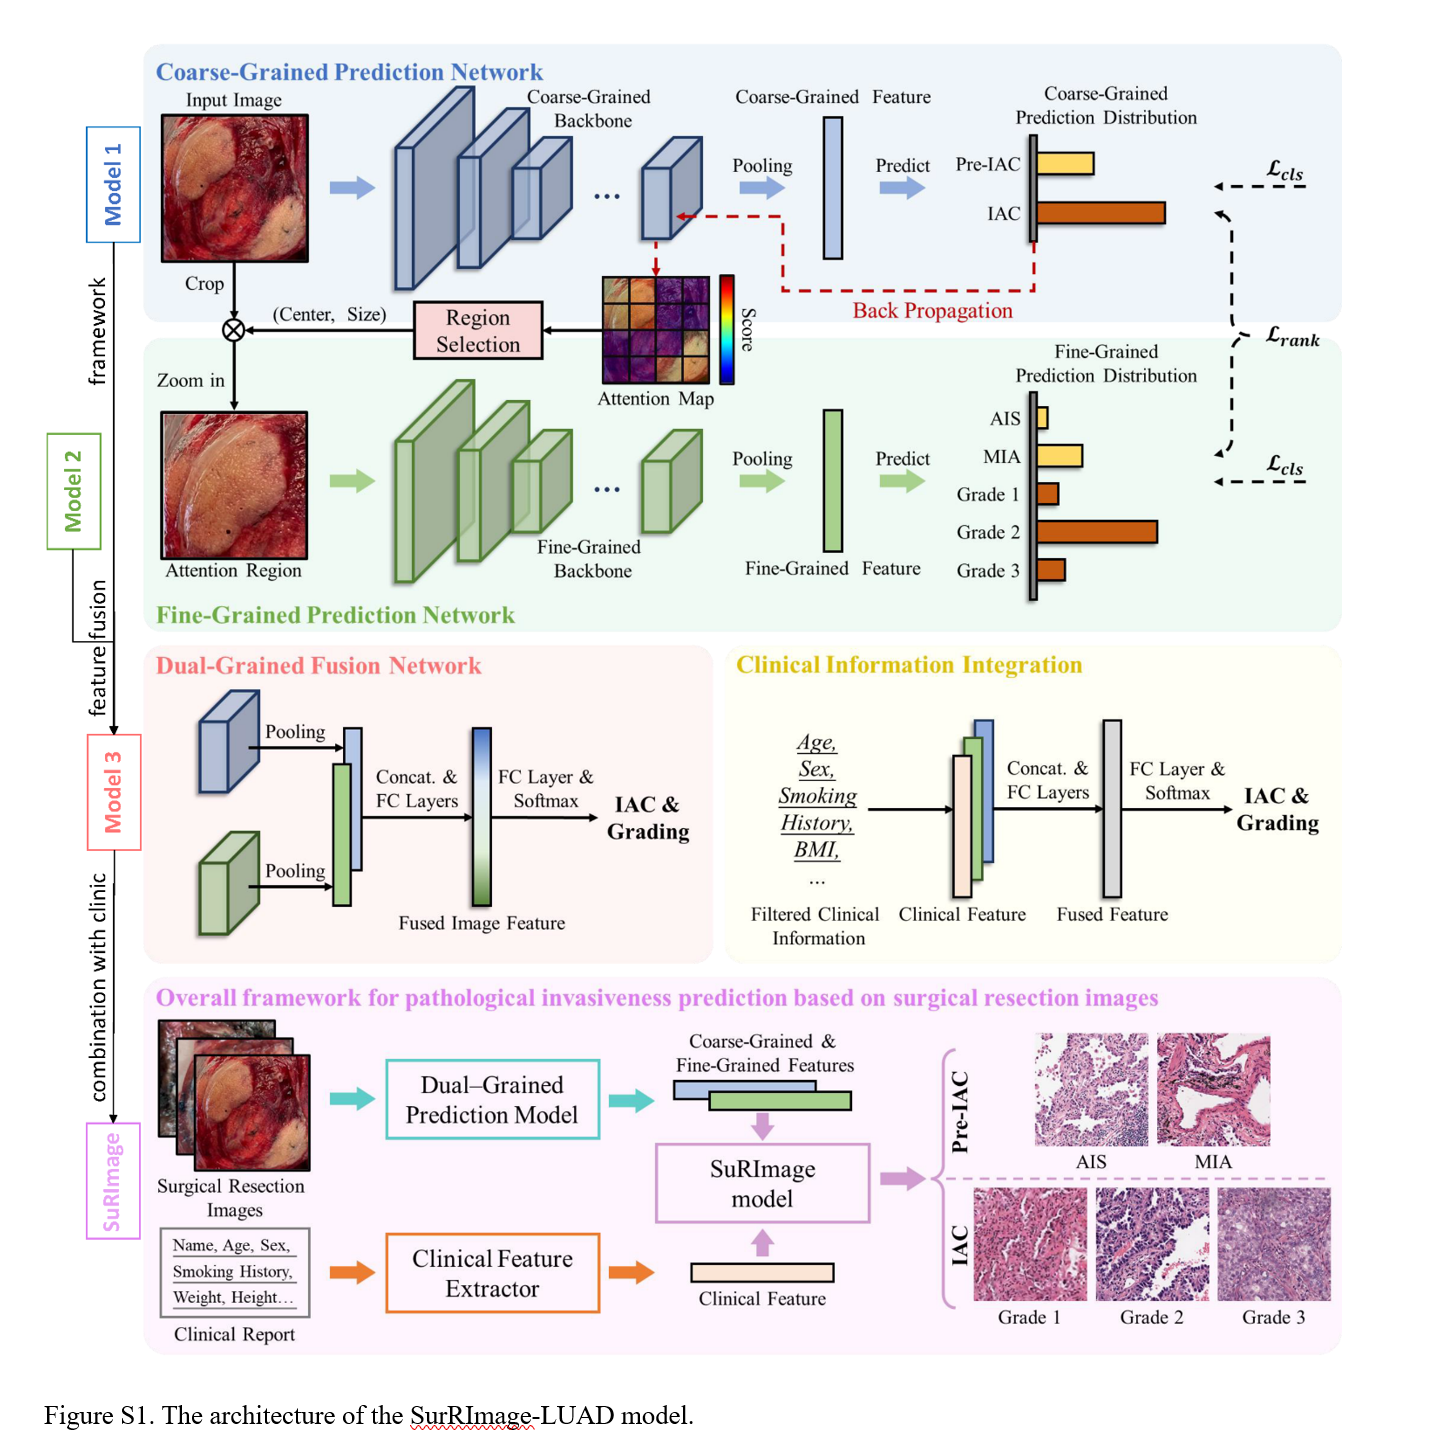 Coarse-Grained Prediction Network
Input Image
Coarse-Grained
Backbone
Coarse-Grained Feature
Coarse-Grained
Prediction Distribution
Model 1
Pooling
Predict
Pre-IAC
IAC
ℒcls
Crop
(Center, Size)
Region
Selection
Score
Back Propagation
framework
ℒrank
Zoom in
Attention Map
Fine-Grained
Prediction Distribution
Model 2
Pooling
Predict
AIS
MIA
Grade 1
Grade 2
Grade 3
ℒcls
Attention Region
Fine-Grained
Backbone
Fine-Grained Feature
Fine-Grained Prediction Network
feature fusion
Dual-Grained Fusion Network
Pooling
Concat. &
FC Layers
FC Layer &
Softmax
IAC &
Grading
Pooling
Fused Image Feature
Model 3
Clinical Information Integration
Age,
Sex,
Smoking
History,
BMI,
...
Filtered Clinical
Information
Clinical Feature
Concat. &
FC Layers
Fused Feature
FC Layer &
Softmax
IAC &
Grading
combination with clinic
SuRImage
Overall framework for pathological invasiveness prediction based on surgical resection images
Surgical Resection
Images
Dual–Grained
Prediction Model
Coarse-Grained &
Fine-Grained Features
SuRImage
model
Name, Age, Sex,
Smoking History,
Weight, Height…
Clinical Report
Clinical Feature
Extractor
Clinical Feature
Pre-IAC
AIS
MIA
IAC
Grade 1
Grade 2
Grade 3
Figure S1. The architecture of the SurRImage-LUAD model.